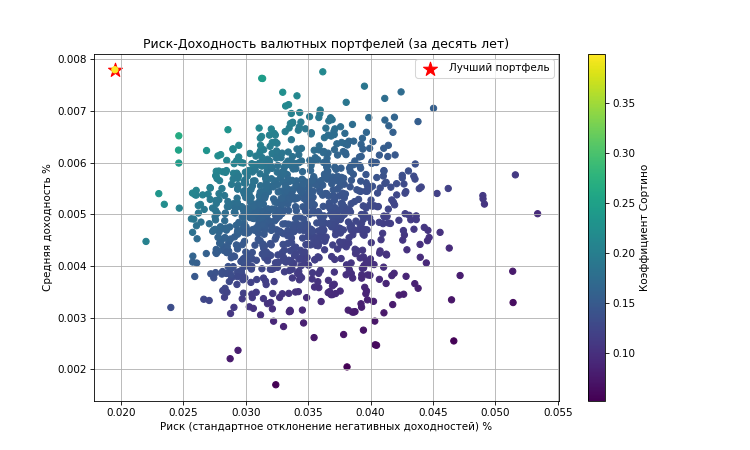 Риск-Доходность валютных портфелей (за десять лет)
Лучший портфель
0.008
0.007
0.006
0.005
0.004
0.003
0.002
Средняя доходность %
0.020 0.025 0.030 0.035 0.040 0.045 0.050 0.055
Риск (стандартное отклонение негативных доходностей) %
0.35
0.30
0.25
0.20
0.15
0.10
Коэффициент Сортино